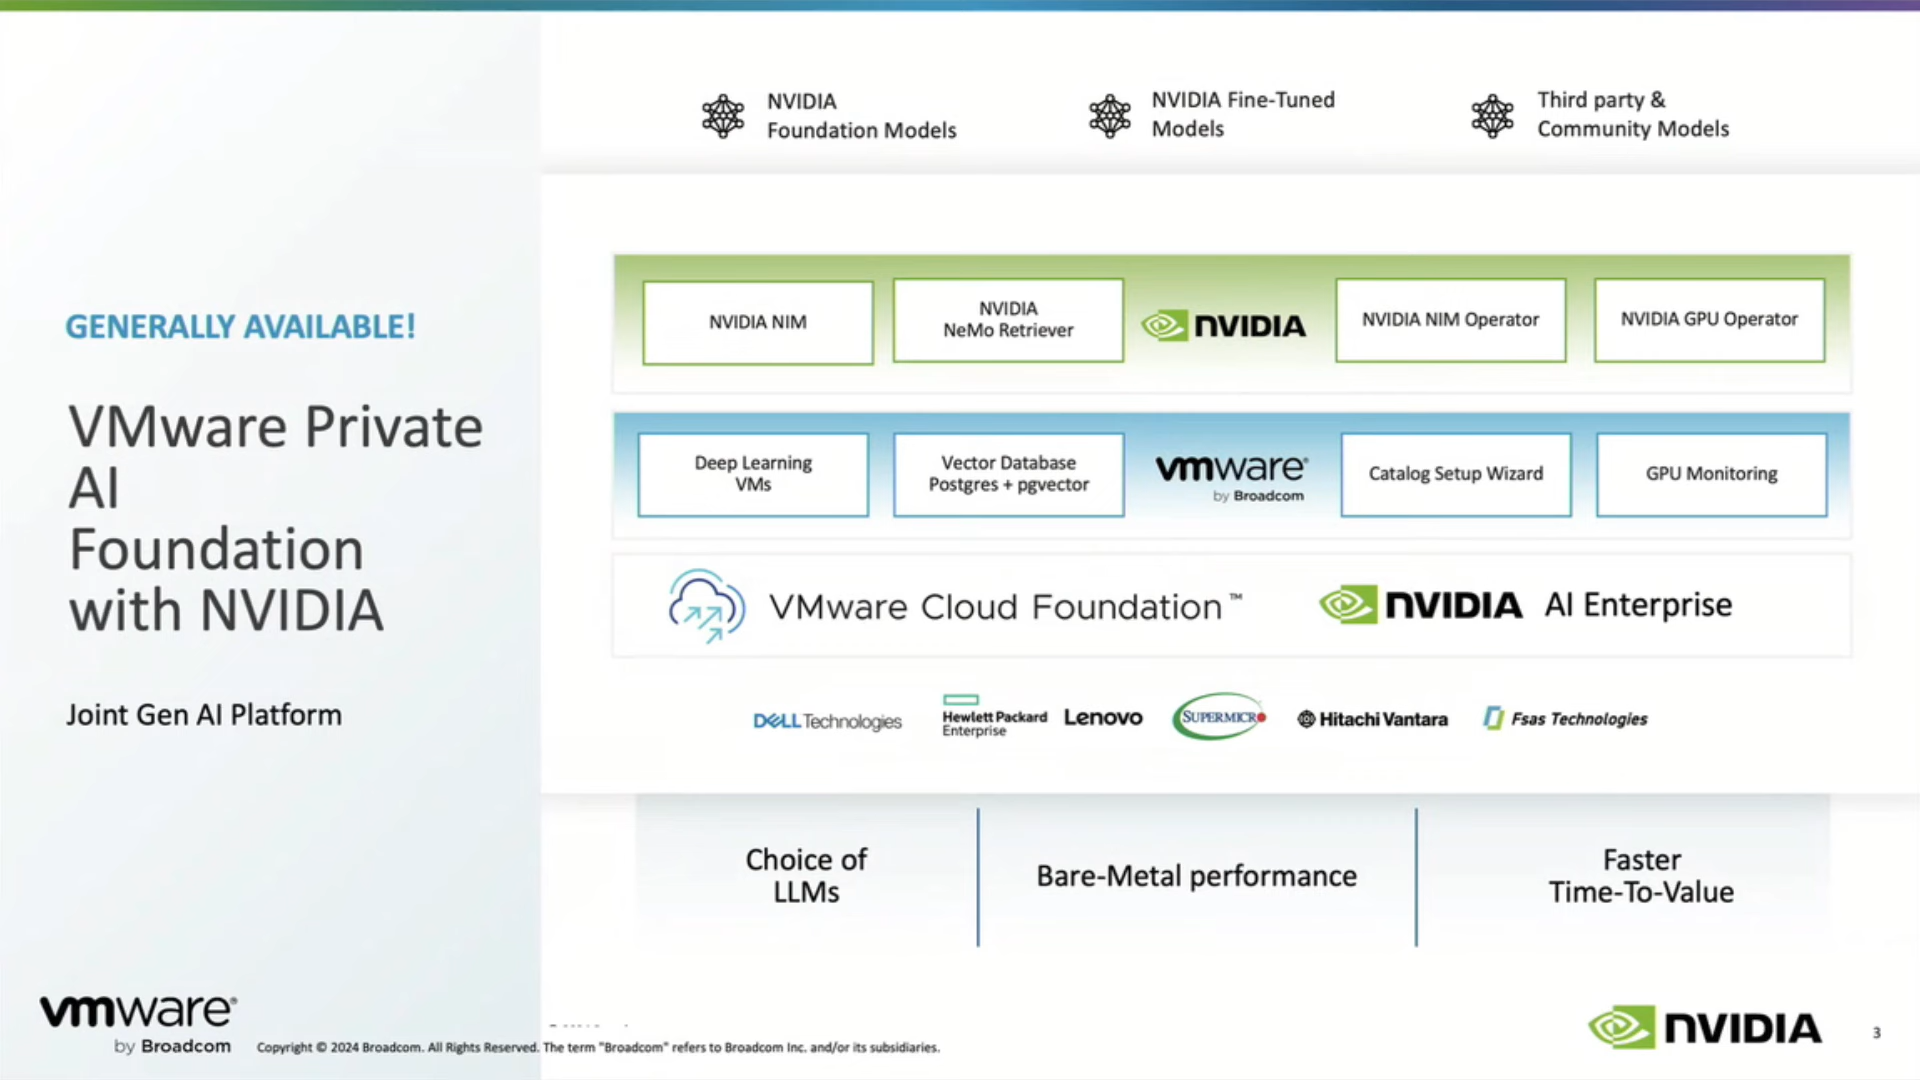 GENERALLY AVAILABLE!
VMware Private
AI
Foundation
with NVIDIA
Joint Gen AI Platform
NVIDIA
Foundation Models
NVIDIA Fine-Tuned
Models
Third party &
Community Models
NVIDIA NIM
NVIDIA
NeMo Retriever
NVIDIA
NVIDIA NIM Operator
NVIDIA GPU Operator
Deep Learning
VMs
Vector Database
Postgres + pgvector
vmware®
by Broadcom
Catalog Setup Wizard
GPU Monitoring
VMware Cloud Foundation™
NVIDIA AI Enterprise
DELL Technologies
Hewlett Packard
Enterprise
Lenovo
SUPERMICRO
Hitachi Vantara
Fsas Technologies
Choice of
LLMs
Bare-Metal performance
Faster
Time-To-Value
vmware®
by Broadcom
Copyright © 2024 Broadcom. All Rights Reserved. The term "Broadcom" refers to Broadcom Inc. and/or its subsidiaries.
NVIDIA
3